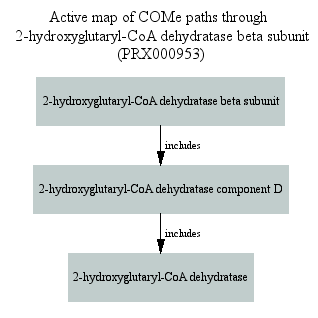 Active map of COMe paths through
2-hydroxyglutaryl-CoA dehydratase beta subunit
(PRX000953)
2-hydroxyglutaryl-CoA dehydratase beta subunit
includes
2-hydroxyglutaryl-CoA dehydratase component D
includes
2-hydroxyglutaryl-CoA dehydratase